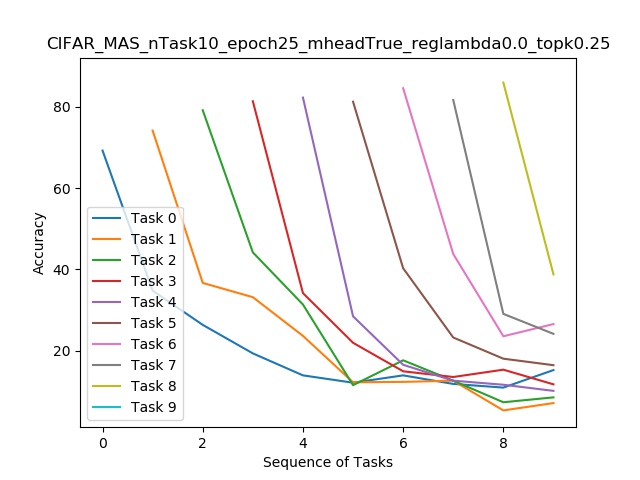 CIFAR_MAS_nTask10_epoch25_mheadTrue_reglambda0.0_topk0.25
Accuracy
80
60
40
20
Task 0
Task 1
Task 2
Task 3
Task 4
Task 5
Task 6
Task 7
Task 8
Task 9
0 2 4 6 8
Sequence of Tasks